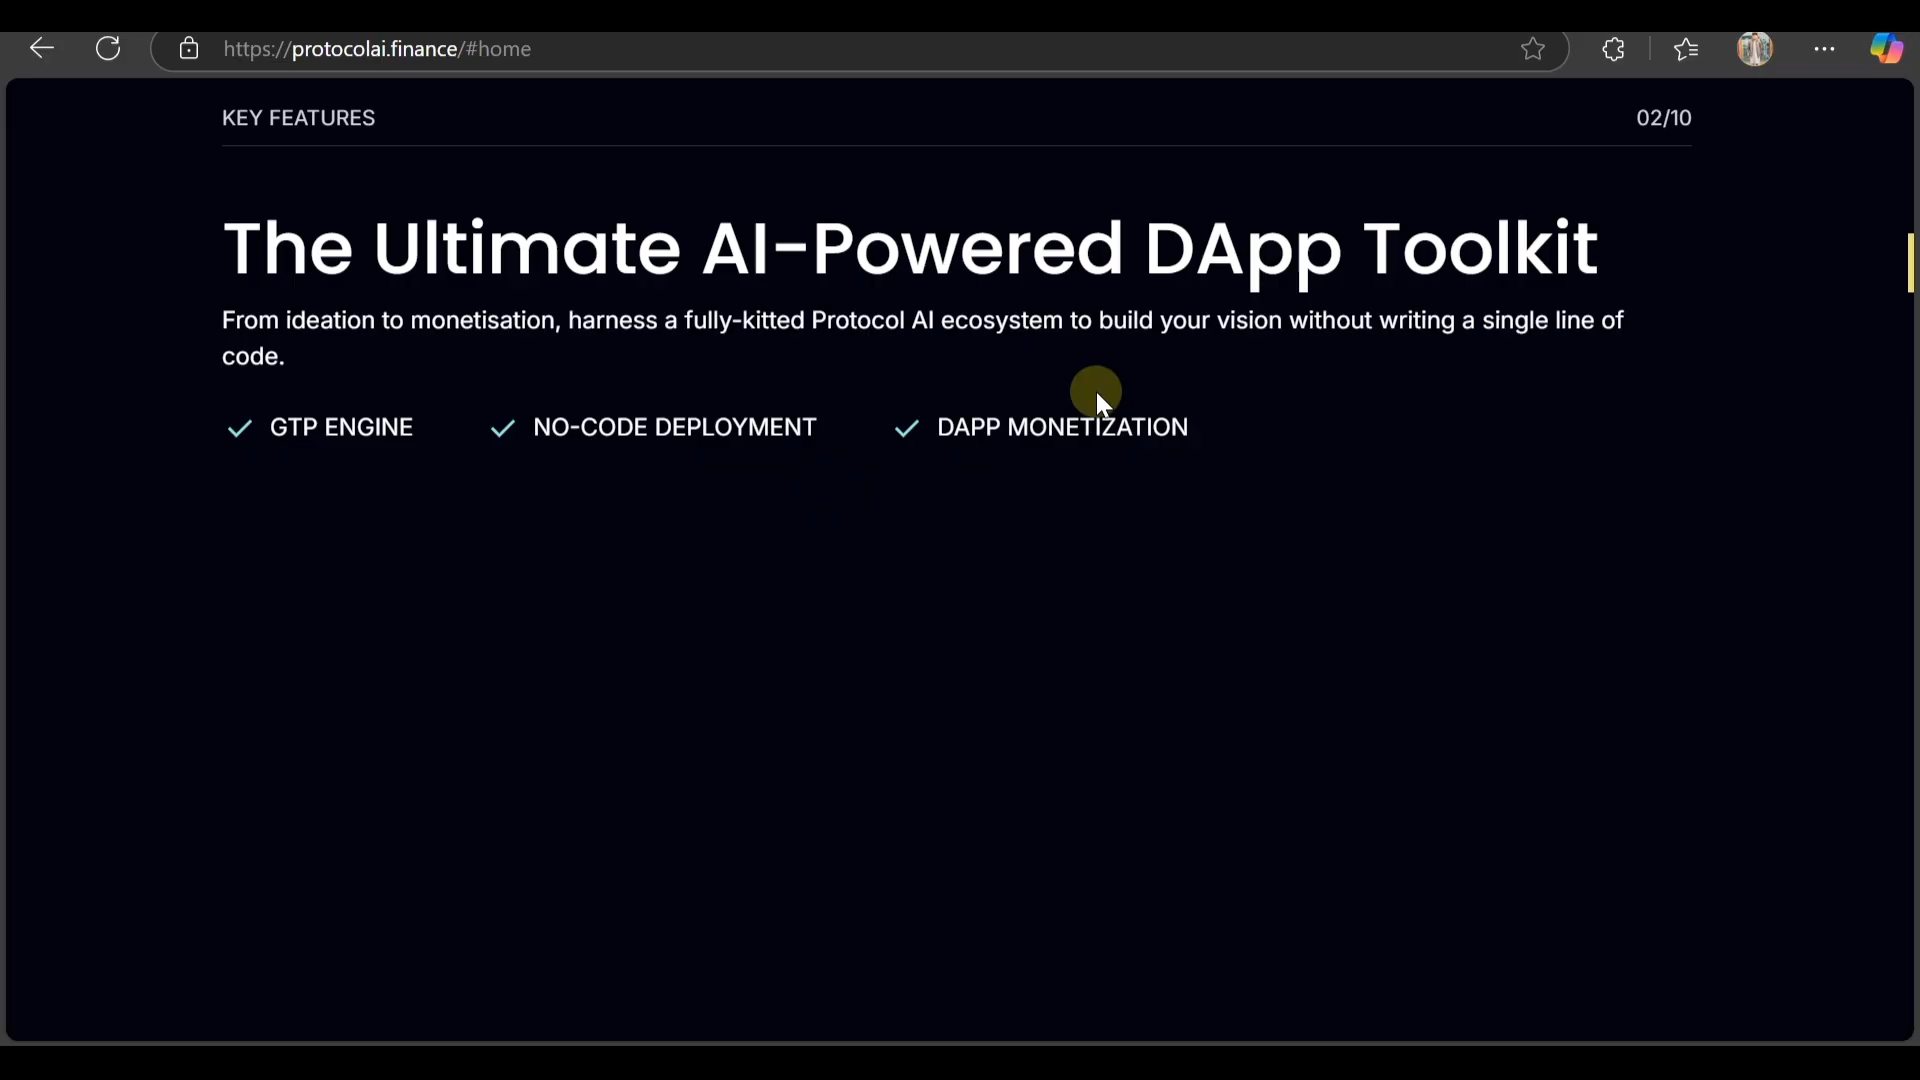 https://protocolai.finance/#home
KEY FEATURES
02/10
The Ultimate AI-Powered DApp Toolkit
From ideation to monetisation, harness a fully-kitted Protocol AI ecosystem to build your vision without writing a single line of
code.
GTP ENGINE
NO-CODE DEPLOYMENT
DAPP MONETIZATION